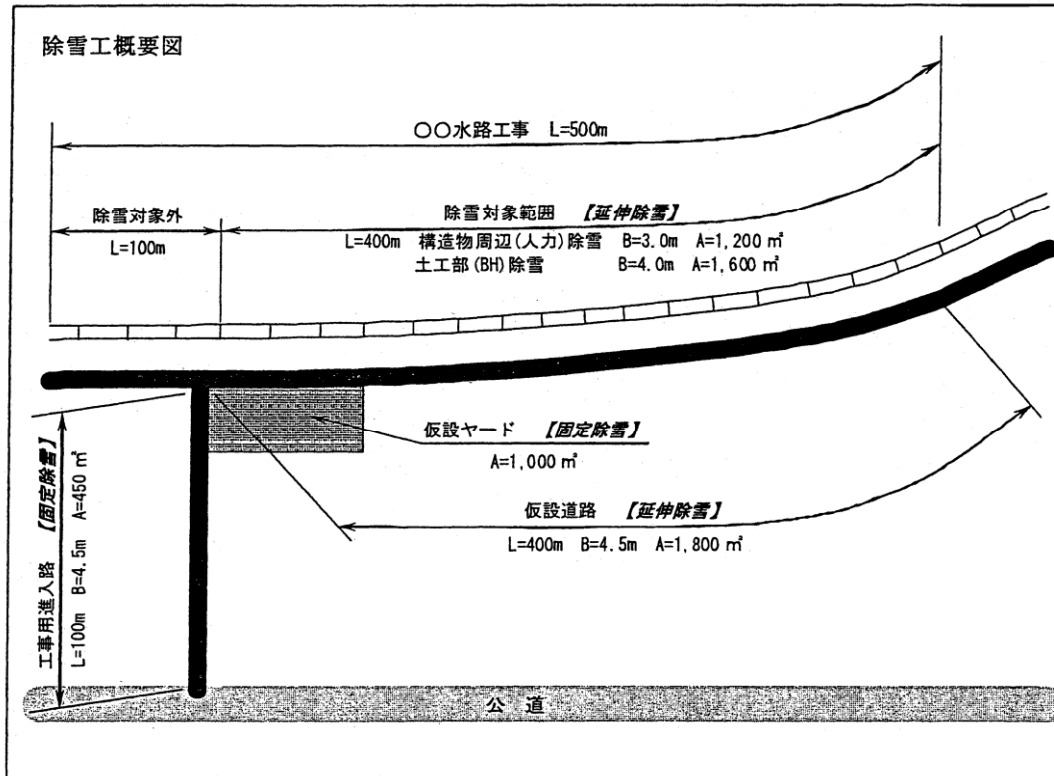 除雪工概要図
○○水路工事 L=500m
除雪対象外
L=100m
除雪対象範囲 【延伸除雪】
L=400m 構造物周辺(人力)除雪 B=3.0m A=1,200 ㎡
土工部(BH)除雪 B=4.0m A=1,600 ㎡
仮設ヤード 【固定除雪】
A=1,000 ㎡
仮設道路 【延伸除雪】
L=400m B=4.5m A=1,800 ㎡
工事用進入路 【固定除雪】
L=100m B=4.5m A=450 ㎡
公道